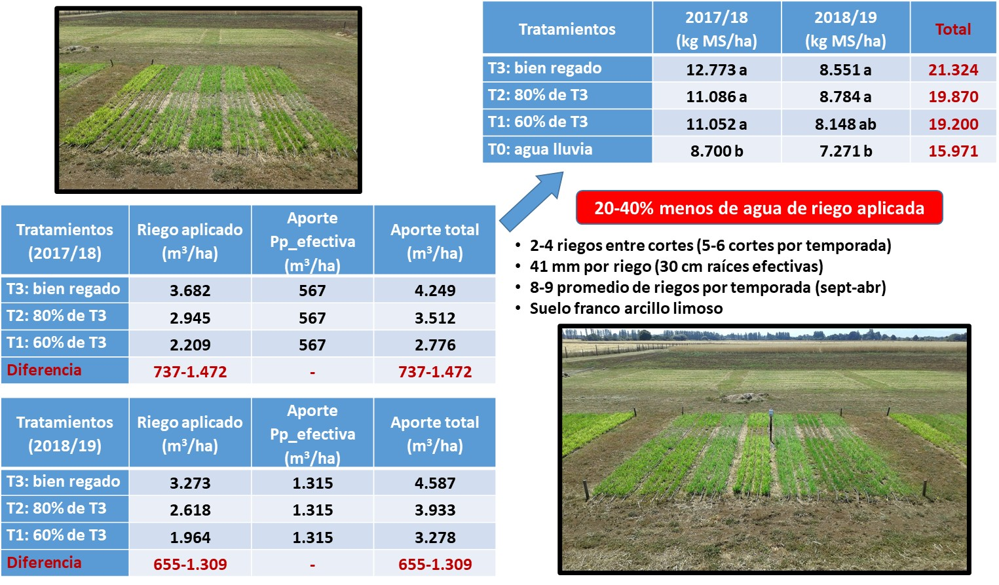 Tratamientos 2017/18 (kg MS/ha) 2018/19 (kg MS/ha) Total
T3: bien regado 12.773 a 8.551 a 21.324
T2: 80% de T3 11.086 a 8.784 a 19.870
T1: 60% de T3 11.052 a 8.148 ab 19.200
T0: agua lluvia 8.700 b 7.271 b 15.971
20-40% menos de agua de riego aplicada
• 2-4 riegos entre cortes (5-6 cortes por temporada)
• 41 mm por riego (30 cm raíces efectivas)
• 8-9 promedio de riegos por temporada (sept-abr)
• Suelo franco arcillo limoso
Tratamientos (2017/18) Riego aplicado (m³/ha) Aporte Pp_efectiva (m³/ha) Aporte total (m³/ha)
T3: bien regado 3.682 567 4.249
T2: 80% de T3 2.945 567 3.512
T1: 60% de T3 2.209 567 2.776
Diferencia 737-1.472 - 737-1.472
Tratamientos (2018/19) Riego aplicado (m³/ha) Aporte Pp_efectiva (m³/ha) Aporte total (m³/ha)
T3: bien regado 3.273 1.315 4.587
T2: 80% de T3 2.618 1.315 3.933
T1: 60% de T3 1.964 1.315 3.278
Diferencia 655-1.309 - 655-1.309